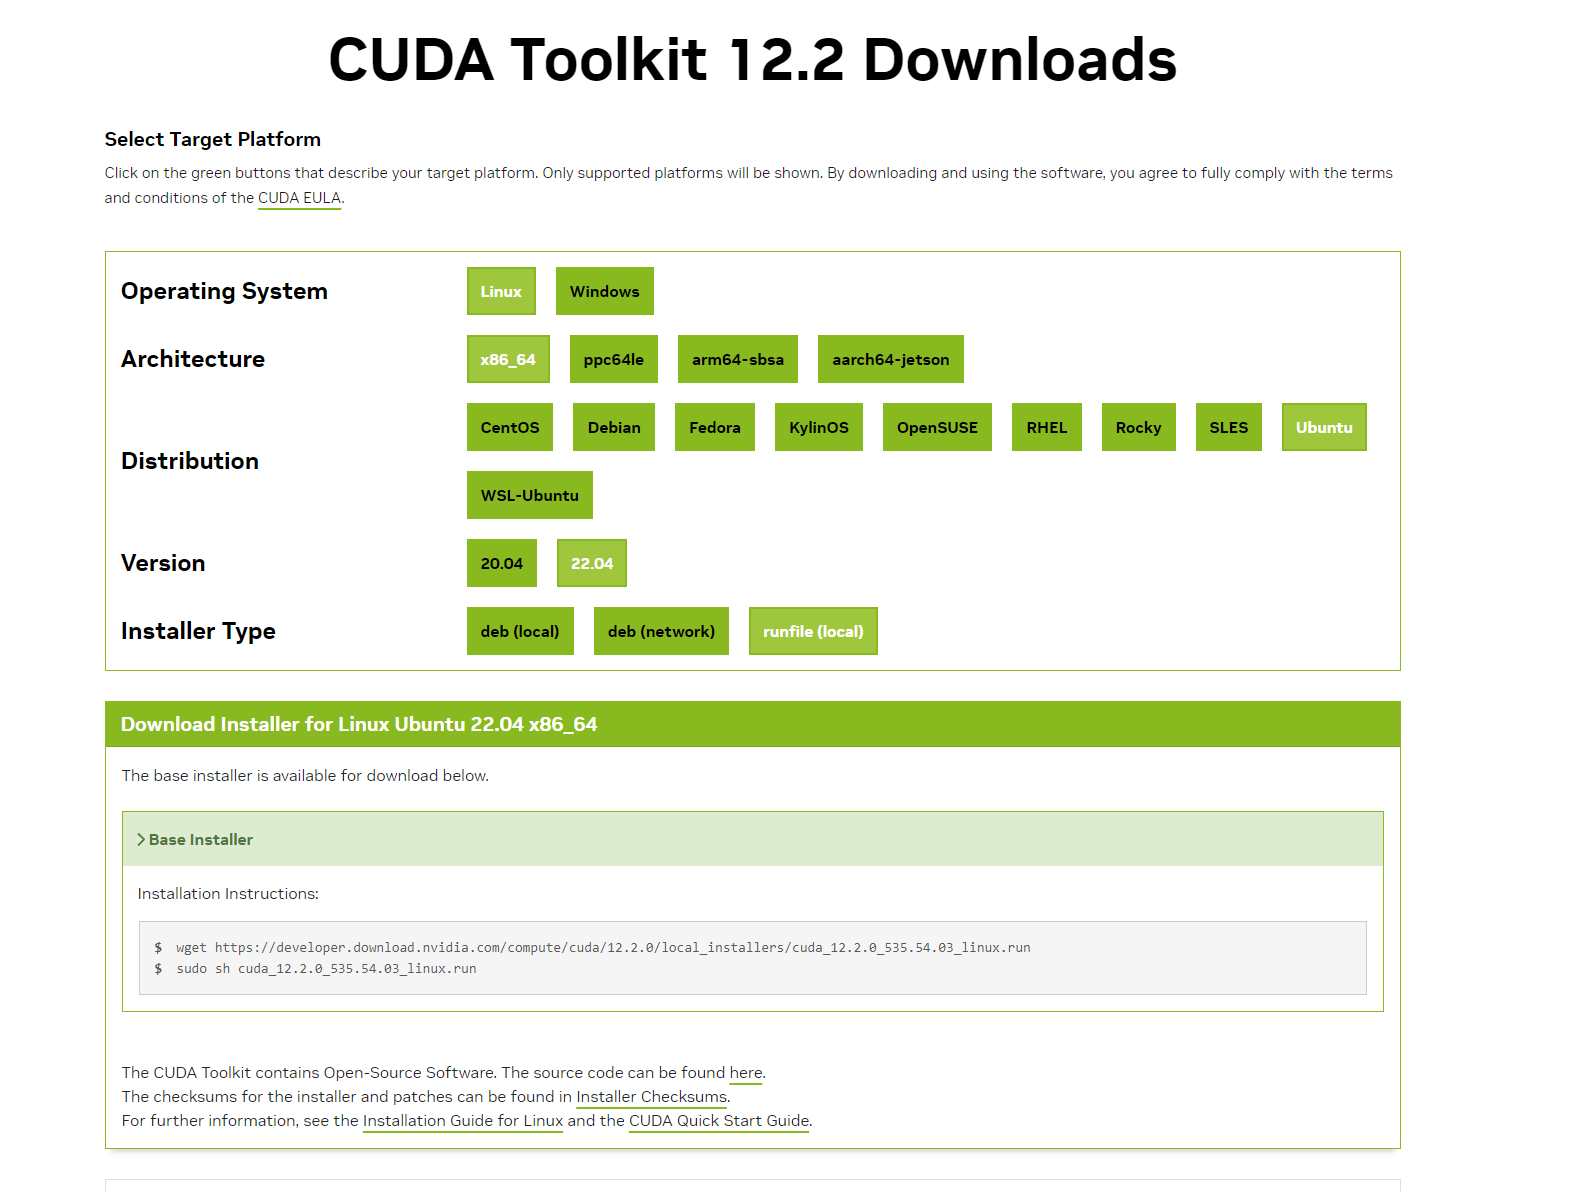 CUDA Toolkit 12.2 Downloads
Select Target Platform
Click on the green buttons that describe your target platform. Only supported platforms will be shown. By downloading and using the software, you agree to fully comply with the terms
and conditions of the CUDA EULA.
Operating System
Linux
Windows
Architecture
x86_64
ppc64le
arm64-sbsa
aarch64-jetson
Distribution
CentOS
Debian
Fedora
KylinOS
OpenSUSE
RHEL
Rocky
SLES
Ubuntu
WSL-Ubuntu
Version
20.04
22.04
Installer Type
deb (local)
deb (network)
runfile (local)
Download Installer for Linux Ubuntu 22.04 x86_64
The base installer is available for download below.
Base Installer
Installation Instructions:
$ wget https://developer.download.nvidia.com/compute/cuda/12.2.0/local_installers/cuda_12.2.0_535.54.03_linux.run
$ sudo sh cuda_12.2.0_535.54.03_linux.run
The CUDA Toolkit contains Open-Source Software. The source code can be found here.
The checksums for the installer and patches can be found in Installer Checksums.
For further information, see the Installation Guide for Linux and the CUDA Quick Start Guide.